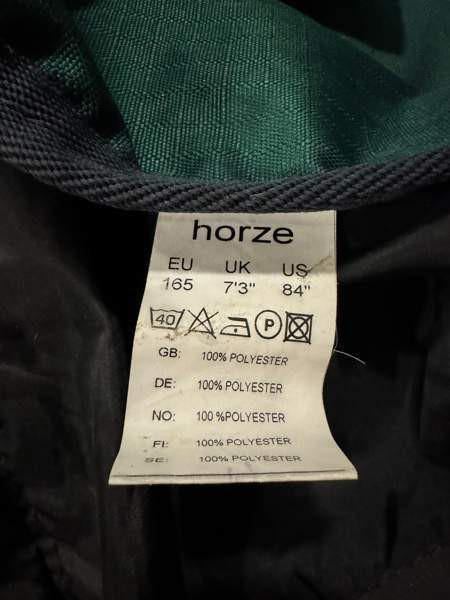 horze
EU UK US
165 7'3" 84"
40 P
GB: 100% POLYESTER
DE: 100% POLYESTER
NO: 100 %POLYESTER
FI: 100% POLYESTER
SE: 100% POLYESTER